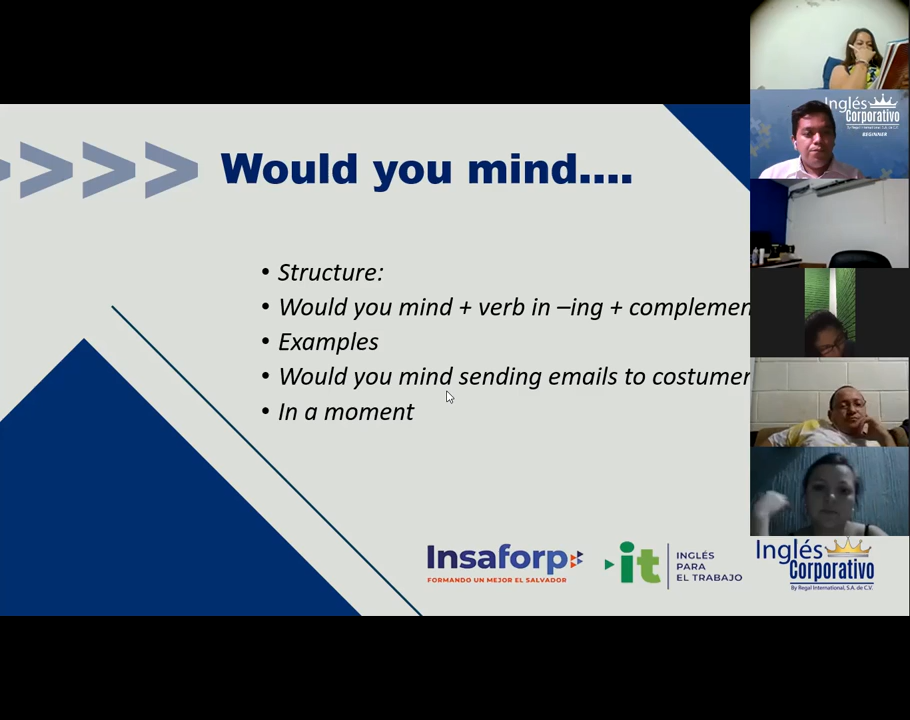 Would you mind....
• Structure:
• Would you mind + verb in –ing + complemen
• Examples
• Would you mind sending emails to costumer
• In a moment
Insaforp
FORMANDO UN MEJOR EL SALVADOR
it
INGLÉS
PARA
EL TRABAJO
Inglés
Corporativo
By Regal International, S.A. de C.V.
Inglés
Corporativo
BEGINNER